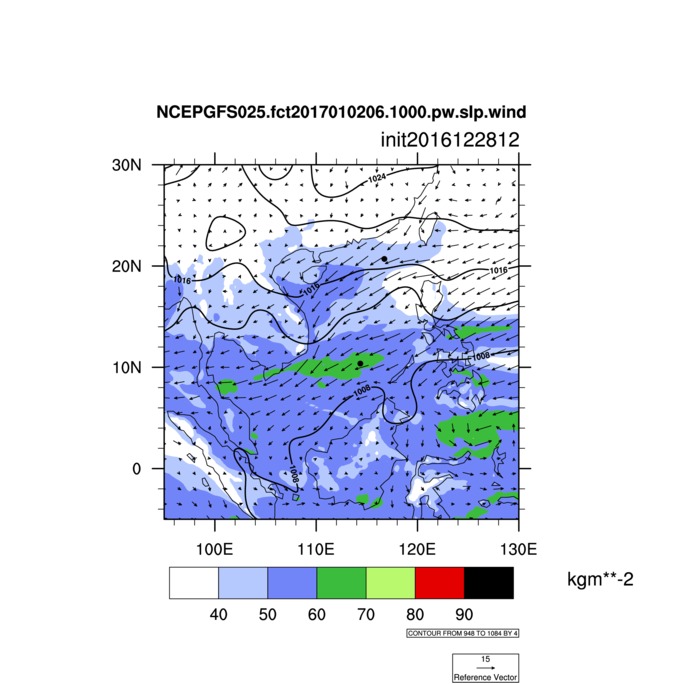 NCEPGFS025.fct2017010206.1000.pw.slp.wind
init2016122812
30N
1024
20N
1016
1016
1016
10N
1008
1008
0
1008
100E 110E 120E 130E
kgm**-2
40 50 60 70 80 90
CONTOUR FROM 948 TO 1084 BY 4
15
Reference Vector